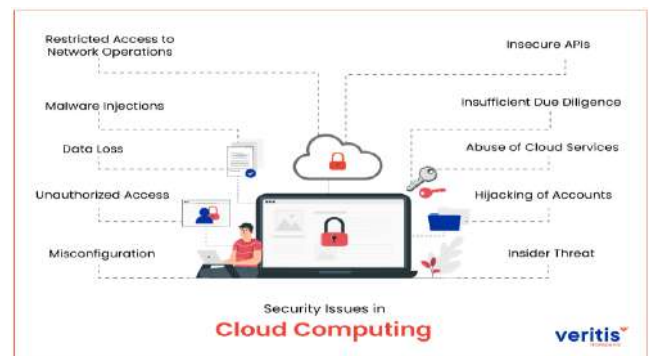 Restricted Access to
Network Operations
Insecure APIs
Malware Injections
Insufficient Due Diligence
Data Loss
Abuse of Cloud Services
Unauthorized Access
Hijacking of Accounts
Misconfiguration
Insider Threat
Security Issues in
Cloud Computing
veritis